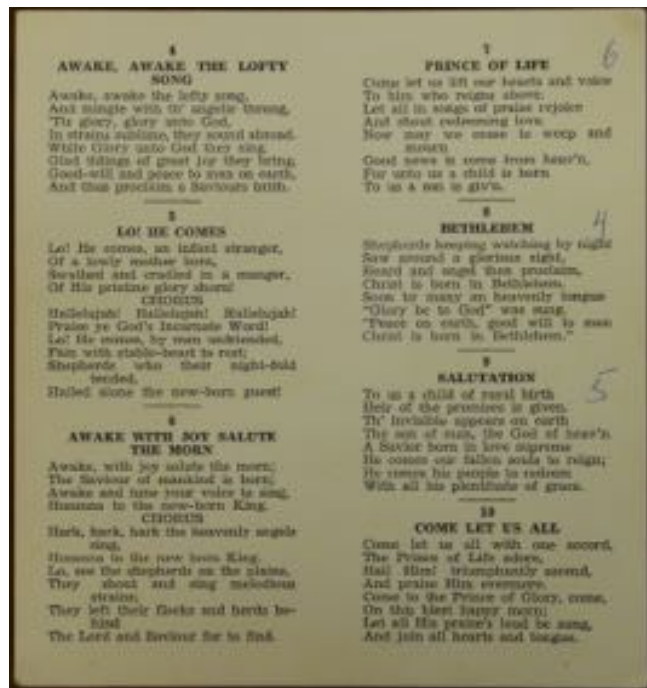 4
AWAKE, AWAKE THE LOFTY
SONG
Awake, awake the lofty song,
And mingle with th' angelic throng,
'Tis glory, glory unto God,
In strains sublime, they sound abroad.
While Glory unto God they sing,
Glad tidings of great joy they bring,
Good-will and peace to men on earth,
And thus proclaim a Saviours birth.
5
LO! HE COMES
Lo! He comes, an infant stranger,
Of a lowly mother born,
Swathed and cradled in a manger,
Of His pristine glory shorn!
CHORUS
Hallelujah! Hallelujah! Hallelujah!
Praise ye God's Incarnate Word!
Lo! He comes, by men unfriended,
Fain with stable-beast to rest;
Shepherds who their night-fold
tended,
Hailed alone the new-born guest!
6
AWAKE WITH JOY SALUTE
THE MORN
Awake, with joy salute the morn;
The Saviour of mankind is born;
Awake and tune your voice to sing,
Hosanna to the new-born King.
CHORUS
Hark, hark, hark the heavenly angels
sing,
Hosanna to the new born King.
Lo, see the shepherds on the plains,
They shout and sing melodious
strains;
They left their flocks and herds be-
hind
The Lord and Saviour for to find.
7
6
PRINCE OF LIFE
Come let us lift our hearts and voice
To him who reigns above;
Let all in songs of praise rejoice
And shout redeeming love.
Now may we cease to weep and
mourn
Good news is come from heav'n,
For unto us a child is born
To us a son is giv'n.
8
4
BETHLEHEM
Shepherds keeping watching by night
Saw around a glorious sight,
Heard and angel thus proclaim,
Christ is born in Bethlehem.
Soon to many an heavenly tongue
"Glory be to God" was sung,
"Peace on earth, good will to men
Christ is born in Bethlehem."
9
SALUTATION
5
To us a child of royal birth
Heir of the promises is given.
Th' Invisible appears on earth
The son of man, the God of heav'n
A Savior born in love supreme
He comes our fallen souls to reign;
He comes his people to redeem
With all his plenitude of grace.
10
COME LET US ALL
Come let us all with one accord,
The Prince of Life adore,
Hail Him! triumphantly ascend,
And praise Him evermore.
Come to the Prince of Glory, come,
On this blest happy morn;
Let all His praise's loud be sung,
And join all hearts and tongue.